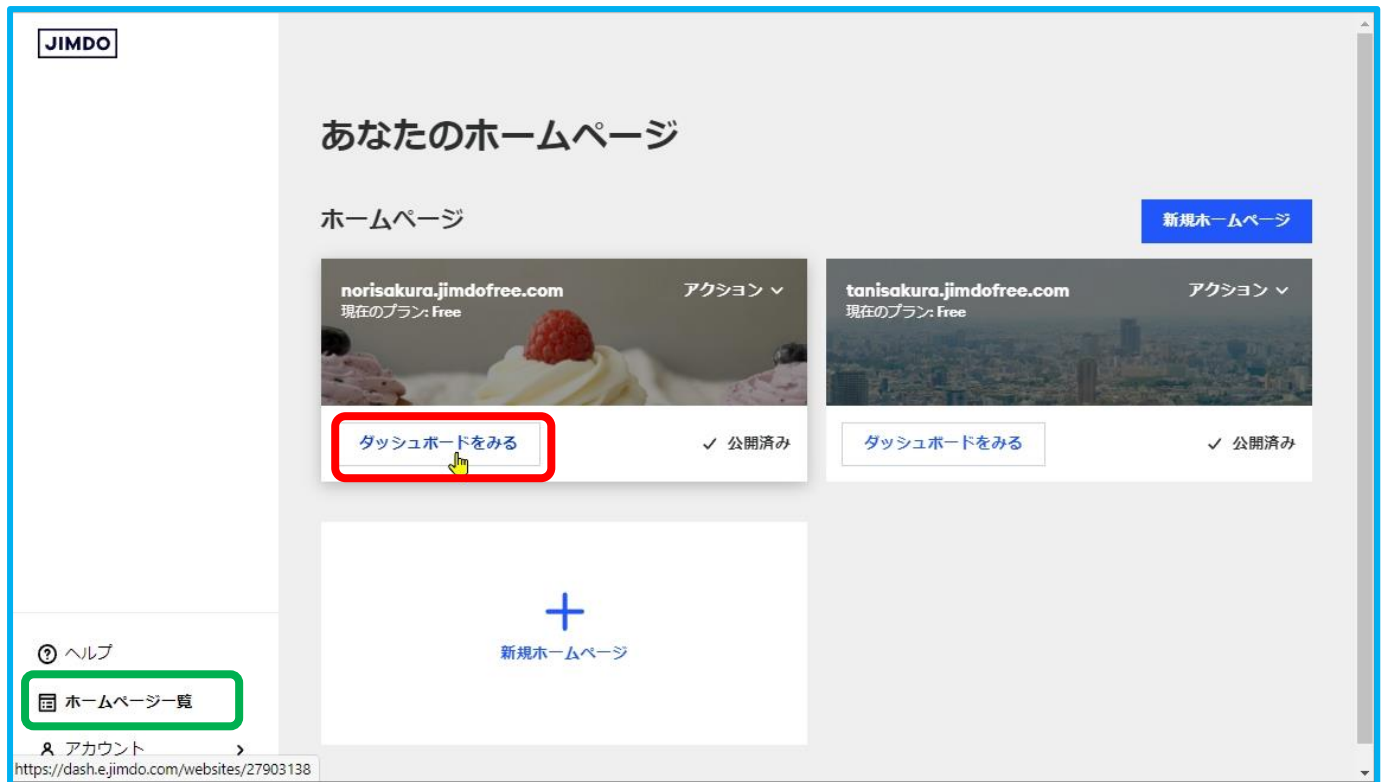 JIMDO
あなたのホームページ
ホームページ
新規ホームページ
norisakura.jimdofree.com
アクション
現在のプラン: Free
tanisakura.jimdofree.com
アクション
現在のプラン: Free
ダッシュボードをみる
公開済み
ダッシュボードをみる
公開済み
新規ホームページ
ヘルプ
ホームページ一覧
アカウント
https://dash.e.jimdo.com/websites/27903138